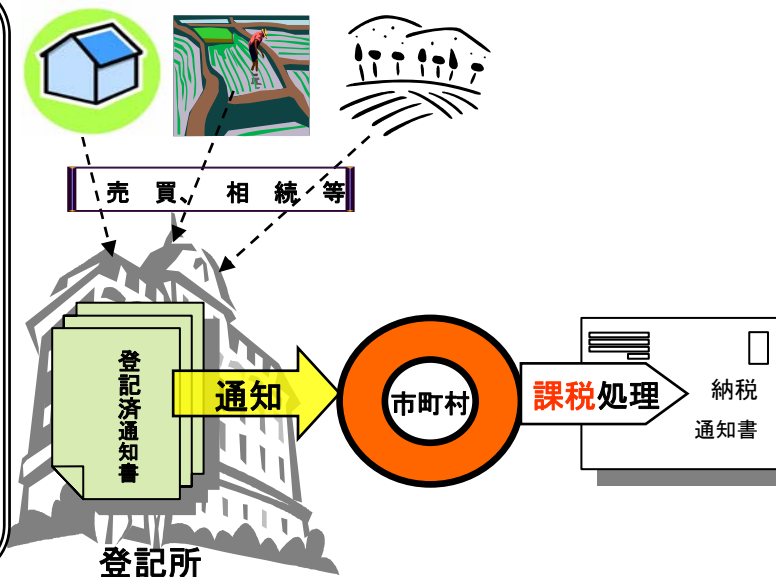 売買、相続等
登記済通知書
通知
市町村
課税処理
納税
通知書
登記所